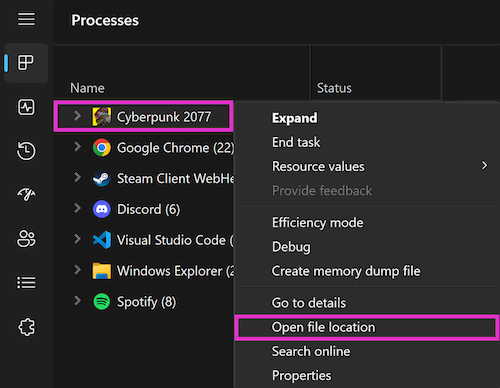 Processes
Name
Status
Cyberpunk 2077
Google Chrome (22)
Steam Client WebHe
Discord (6)
Visual Studio Code (
Windows Explorer (2
Spotify (8)
Expand
End task
Resource values
Provide feedback
Efficiency mode
Debug
Create memory dump file
Go to details
Open file location
Search online
Properties